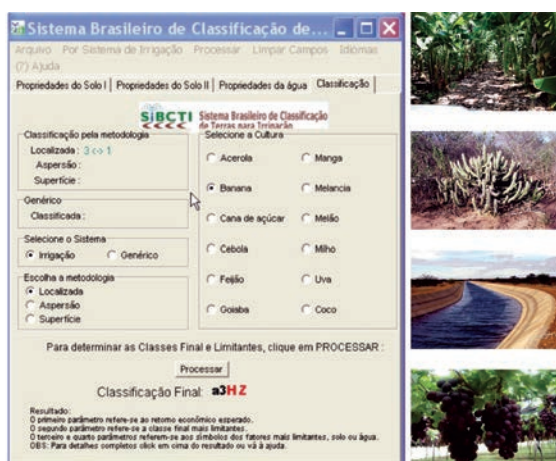 Sistema Brasileiro de Classificação de...
Arquivo Por Sistema de Irrigação Processar Limpar Campos Idiomas
(?) Ajuda
Propriedades do Solo I Propriedades do Solo II Propriedades da água Classificação
SiBCTI Sistema Brasileiro de Classificação
de Terras para Irrigação
Classificação pela metodologia
Localizada : 3 <-> 1
Aspersão :
Superfície :
Genérico
Classificada :
Selecione o Sistema
Irrigação Genérico
Escolha a metodologia
Localizada
Aspersão
Superfície
Selecione a Cultura
Acerola Manga
Banana Melancia
Cana de açúcar Melão
Cebola Milho
Feijão Uva
Goiaba Coco
Para determinar as Classes Final e Limitantes, clique em PROCESSAR :
Processar
Classificação Final: a3HZ
Resultado:
O primeiro parâmetro refere-se ao retorno econômico esperado.
O segundo parâmetro refere-se a classe final mais limitantes.
O terceiro e quarto parâmetros referem-se aos símbolos dos fatores mais limitantes, solo ou água.
OBS: Para detalhes completos click em cima do resultado ou vá à ajuda.